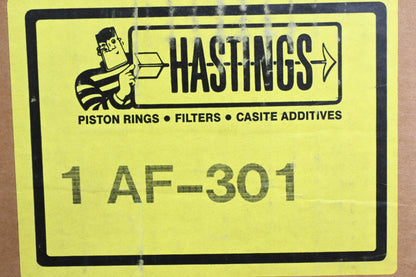 HASTINGS
PISTON RINGS • FILTERS • CASITE ADDITIVES
1 AF-301